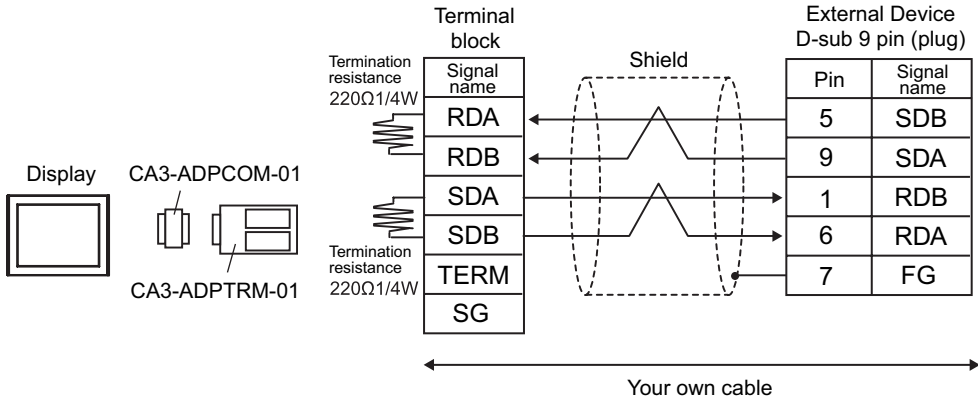 Terminal
block
External Device
D-sub 9 pin (plug)
Termination
resistance
220Ω1/4W
Shield
Signal
name
Pin
Signal
name
RDA
5
SDB
RDB
9
SDA
Display
CA3-ADPCOM-01
SDA
1
RDB
SDB
6
RDA
Termination
resistance
220Ω1/4W
CA3-ADPTRM-01
TERM
7
FG
SG
Your own cable